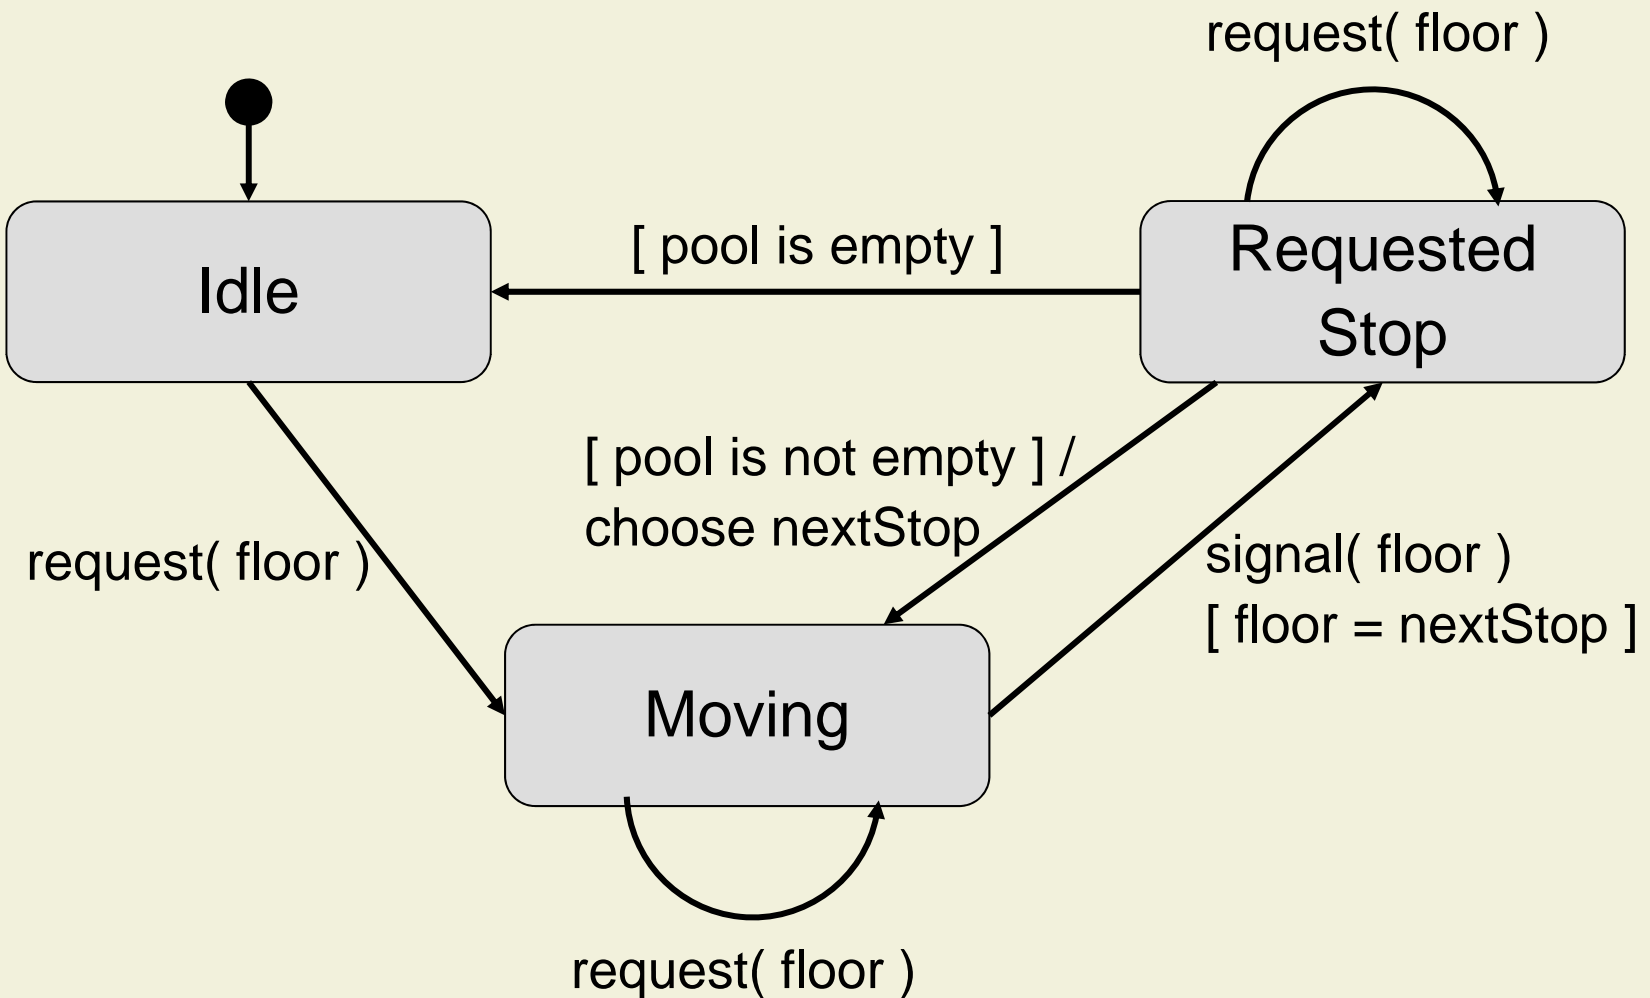 request( floor )
Idle
[ pool is empty ]
Requested
Stop
[ pool is not empty ] /
choose nextStop
request( floor )
signal( floor )
[ floor = nextStop ]
Moving
request( floor )